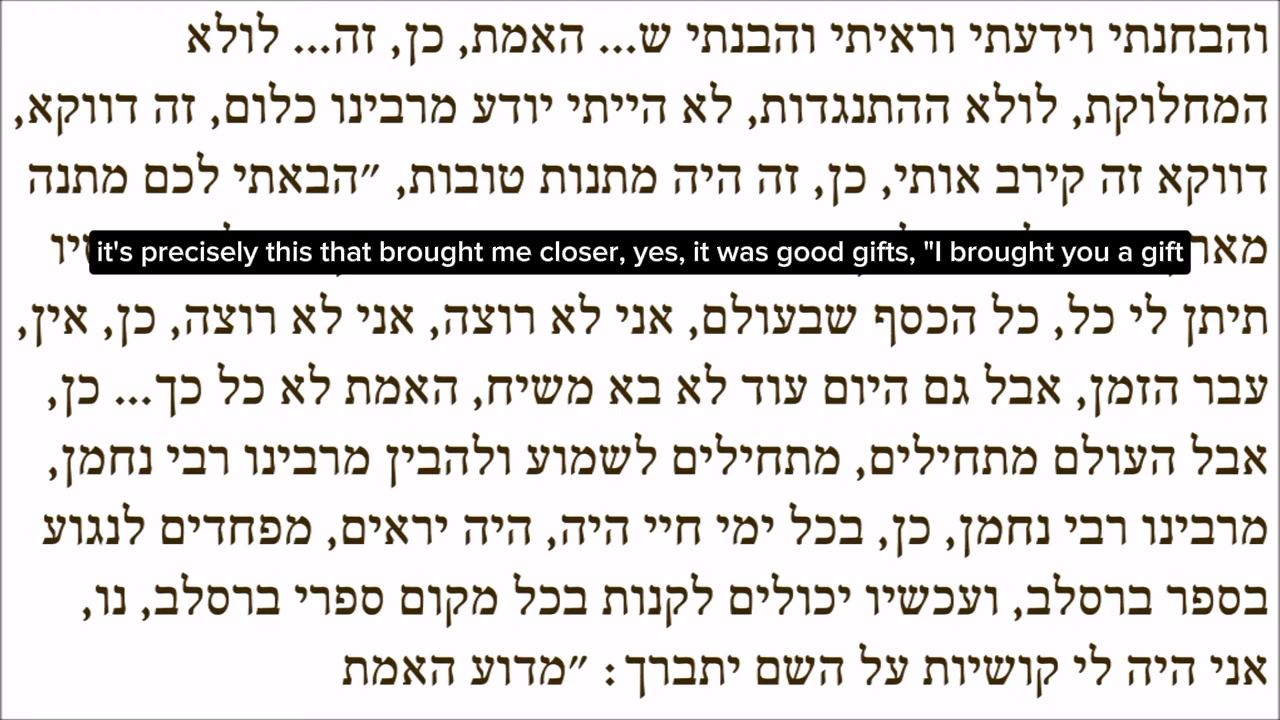 והבחנתי וידעתי וראיתי והבנתי ש... האמת, כן, זה... לולא
המחלוקת, לולא ההתנגדות, לא הייתי יודע מרבינו כלום, זה דווקא,
דווקא זה קירב אותי, כן, זה היה מתנות טובות, "הבאתי לכם מתנה
it's precisely this that brought me closer, yes, it was good gifts, "I brought you a gift
תיתן לי כל, כל הכסף שבעולם, אני לא רוצה, אני לא רוצה, כן, אין,
עבר הזמן, אבל גם היום עוד לא בא משיח, האמת לא כל כך... כן,
אבל העולם מתחילים, מתחילים לשמוע ולהבין מרבינו רבי נחמן,
מרבינו רבי נחמן, כן, בכל ימי חיי היה, היה יראים, מפחדים לנגוע
בספר ברסלב, ועכשיו יכולים לקנות בכל מקום ספרי ברסלב, נו,
אני היה לי קושיות על השם יתברך: "מדוע האמת